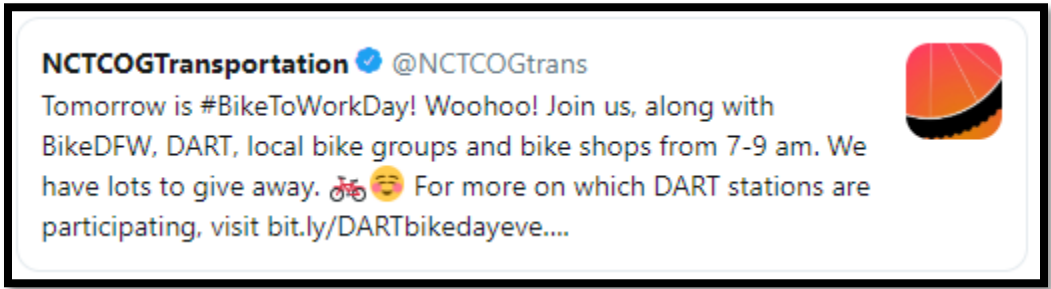 NCTCOGTransportation @NCTCOGtrans
Tomorrow is #BikeToWorkDay! Woohoo! Join us, along with
BikeDFW, DART, local bike groups and bike shops from 7-9 am. We
have lots to give away. 🚲☺️ For more on which DART stations are
participating, visit bit.ly/DARTbikedayeve....